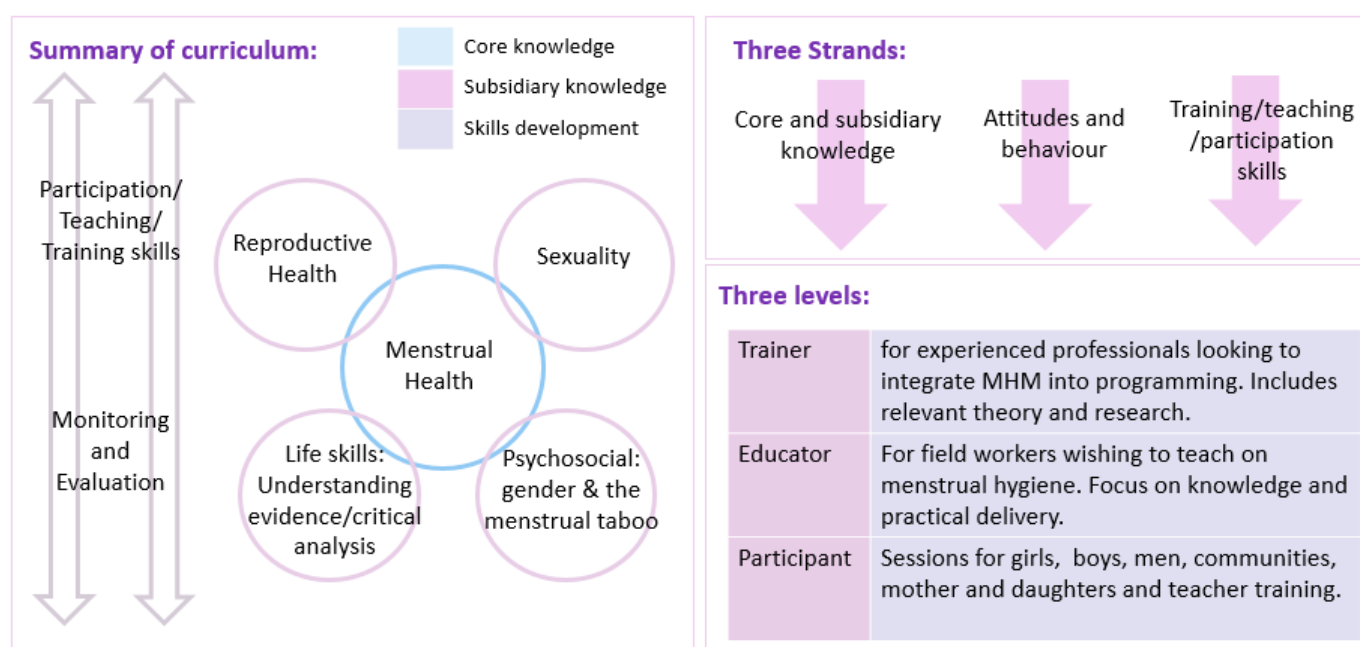 Summary of curriculum:
Core knowledge
Subsidiary knowledge
Skills development
Participation/
Teaching/
Training skills
Monitoring
and
Evaluation
Reproductive
Health
Sexuality
Menstrual
Health
Life skills:
Understanding
evidence/critical
analysis
Psychosocial:
gender & the
menstrual taboo
Three Strands:
Core and subsidiary
knowledge
Attitudes and
behaviour
Training/teaching
/participation
skills
Three levels:
Trainer
for experienced professionals looking to
integrate MHM into programming. Includes
relevant theory and research.
Educator
For field workers wishing to teach on
menstrual hygiene. Focus on knowledge and
practical delivery.
Participant
Sessions for girls, boys, men, communities,
mother and daughters and teacher training.